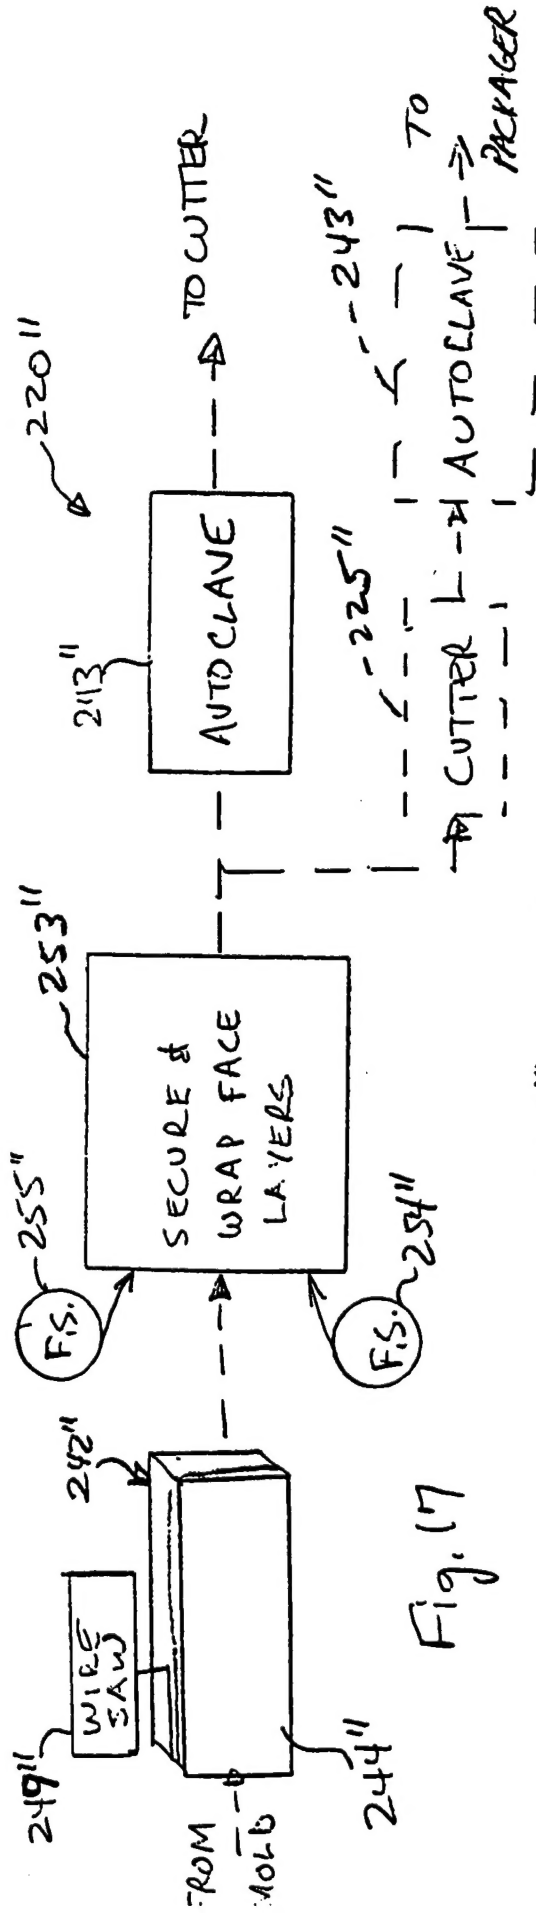 220"
249"
WIRE
SAW
242"
255"
F.S.
253"
SECURE &
WRAP FACE
LAYERS
243"
AUTOCLAVE
TO CUTTER
FROM
MOLD
244"
F.S.
254"
225"
CUTTER
243"
AUTOCLAVE
TO
PACKAGER
Fig. 17